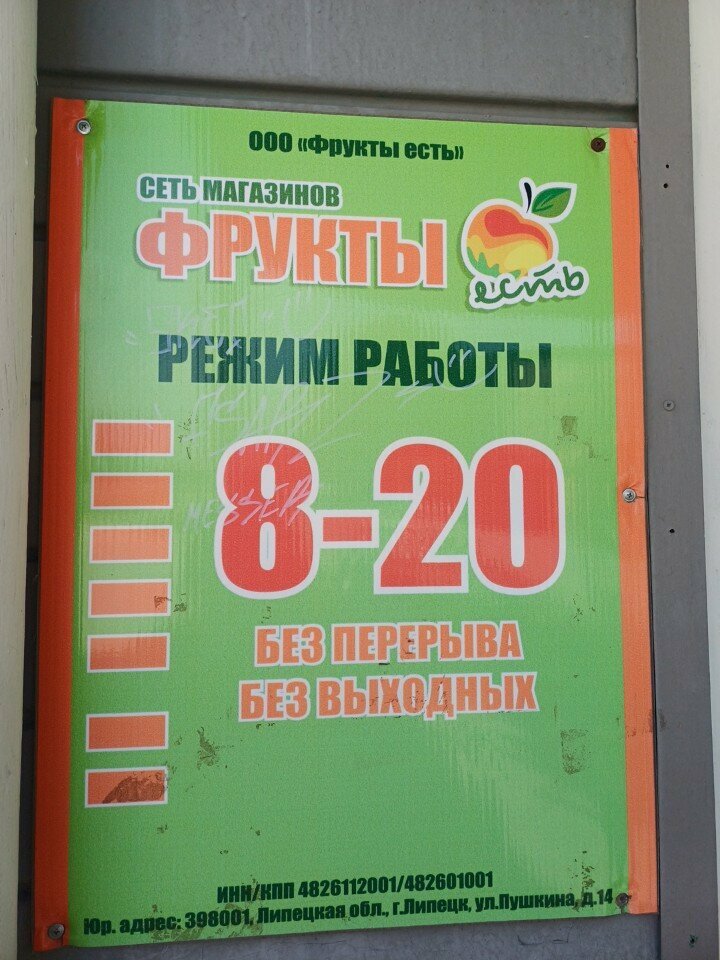 ООО «Фрукты есть»
СЕТЬ МАГАЗИНОВ
ФРУКТЫ
есть
РЕЖИМ РАБОТЫ
8-20
БЕЗ ПЕРЕРЫВА
БЕЗ ВЫХОДНЫХ
ИНН/КПП 4826112001/482601001
Юр. адрес: 398001, Липецкая обл., г.Липецк, ул.Пушкина, д.14